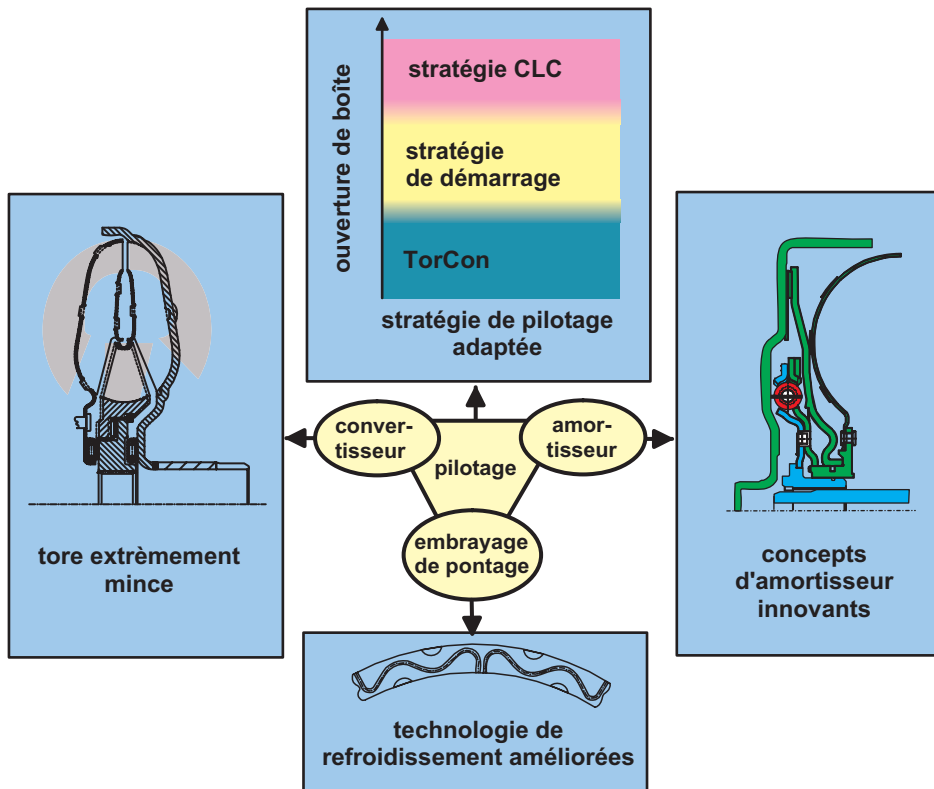 ouverture de boîte
stratégie CLC
stratégie
de démarrage
TorCon
stratégie de pilotage
adaptée
conver-
tisseur
amor-
tisseur
pilotage
embrayage
de pontage
tore extrèmement
mince
concepts
d'amortisseur
innovants
technologie de
refroidissement améliorées